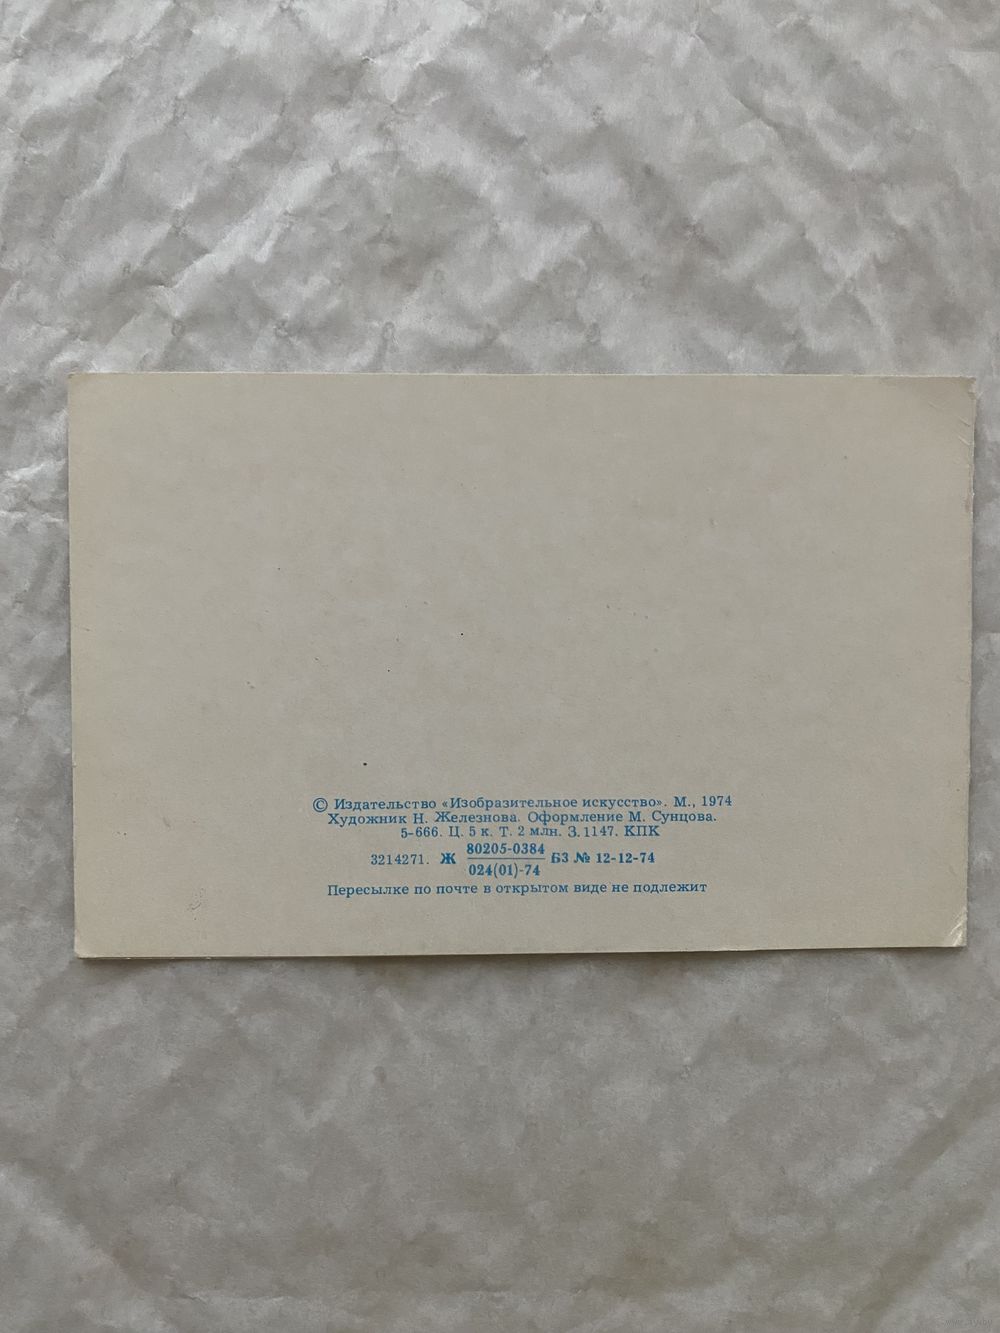 © Издательство «Изобразительное искусство». М., 1974
Художник Н. Железнова. Оформление М. Сунцова.
5-666. Ц. 5 к. Т. 2 млн. З. 1147. КПК
80205-0384
3214271. Ж БЗ № 12-12-74
024(01)-74
Пересылке по почте в открытом виде не подлежит